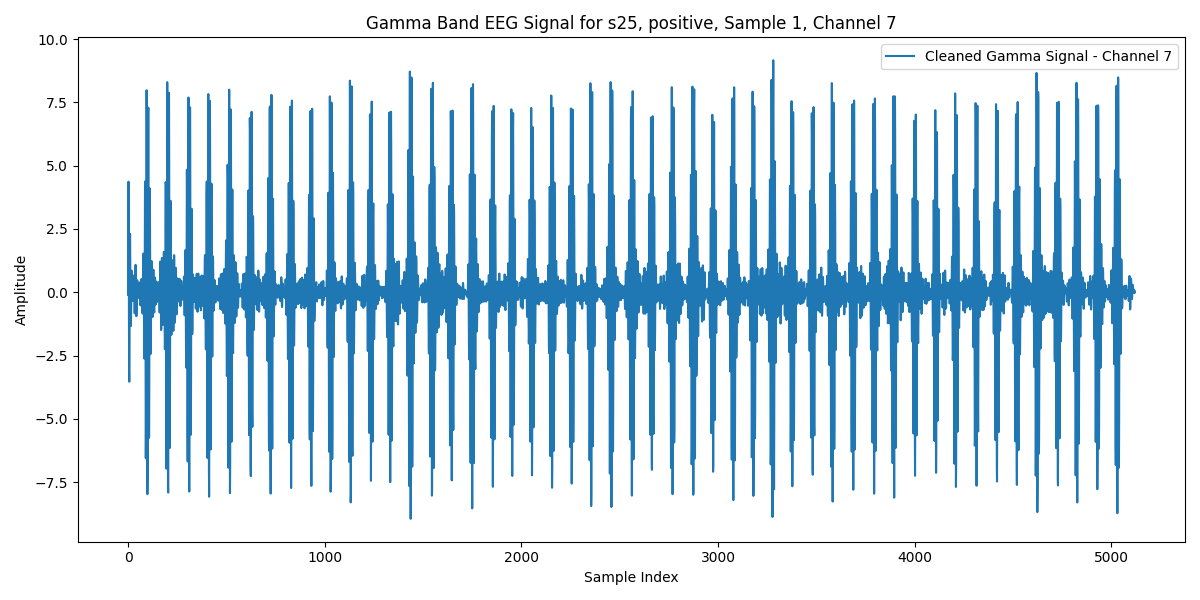 Gamma Band EEG Signal for s25, positive, Sample 1, Channel 7
Cleaned Gamma Signal - Channel 7
Amplitude
10.0
7.5
5.0
2.5
0.0
−2.5
−5.0
−7.5
0 1000 2000 3000 4000 5000
Sample Index